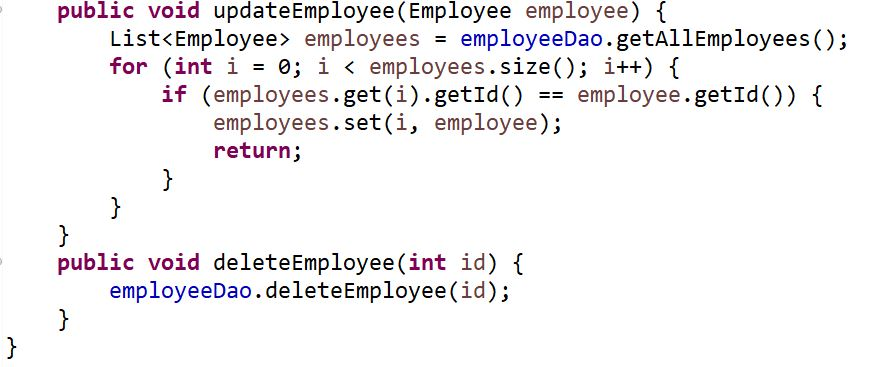 public void updateEmployee(Employee employee) {
        List<Employee> employees = employeeDao.getAllEmployees();
        for (int i = 0; i < employees.size(); i++) {
            if (employees.get(i).getId() == employee.getId()) {
                employees.set(i, employee);
                return;
            }
        }
    }
    public void deleteEmployee(int id) {
        employeeDao.deleteEmployee(id);
    }
}